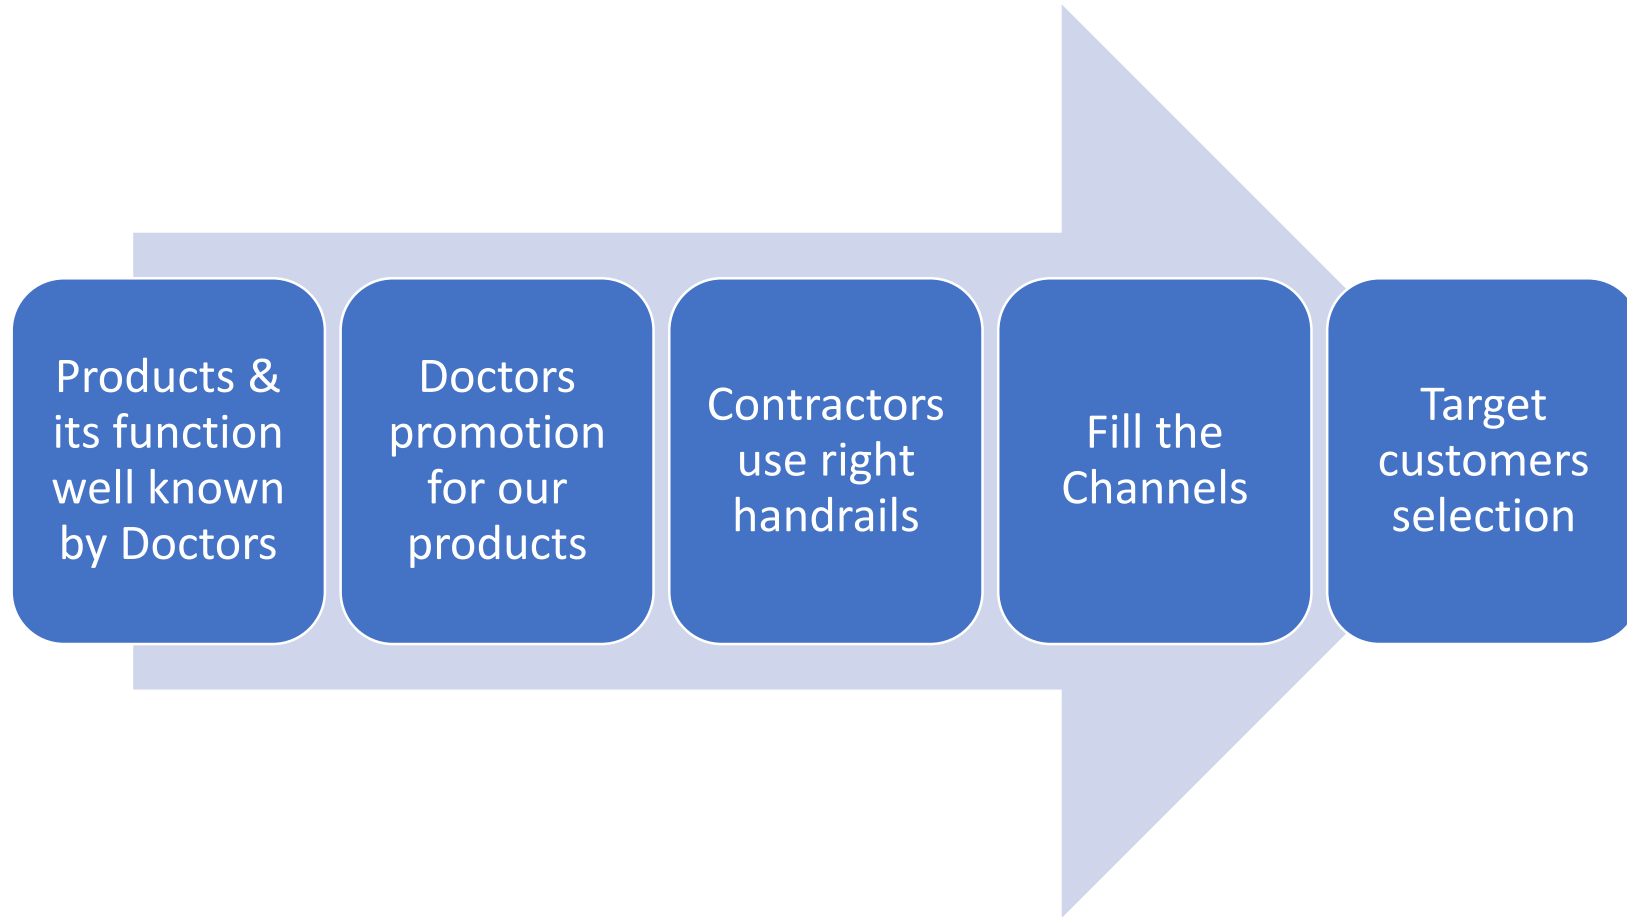 Products &
its function
well known
by Doctors
Doctors
promotion
for our
products
Contractors
use right
handrails
Fill the
Channels
Target
customers
selection